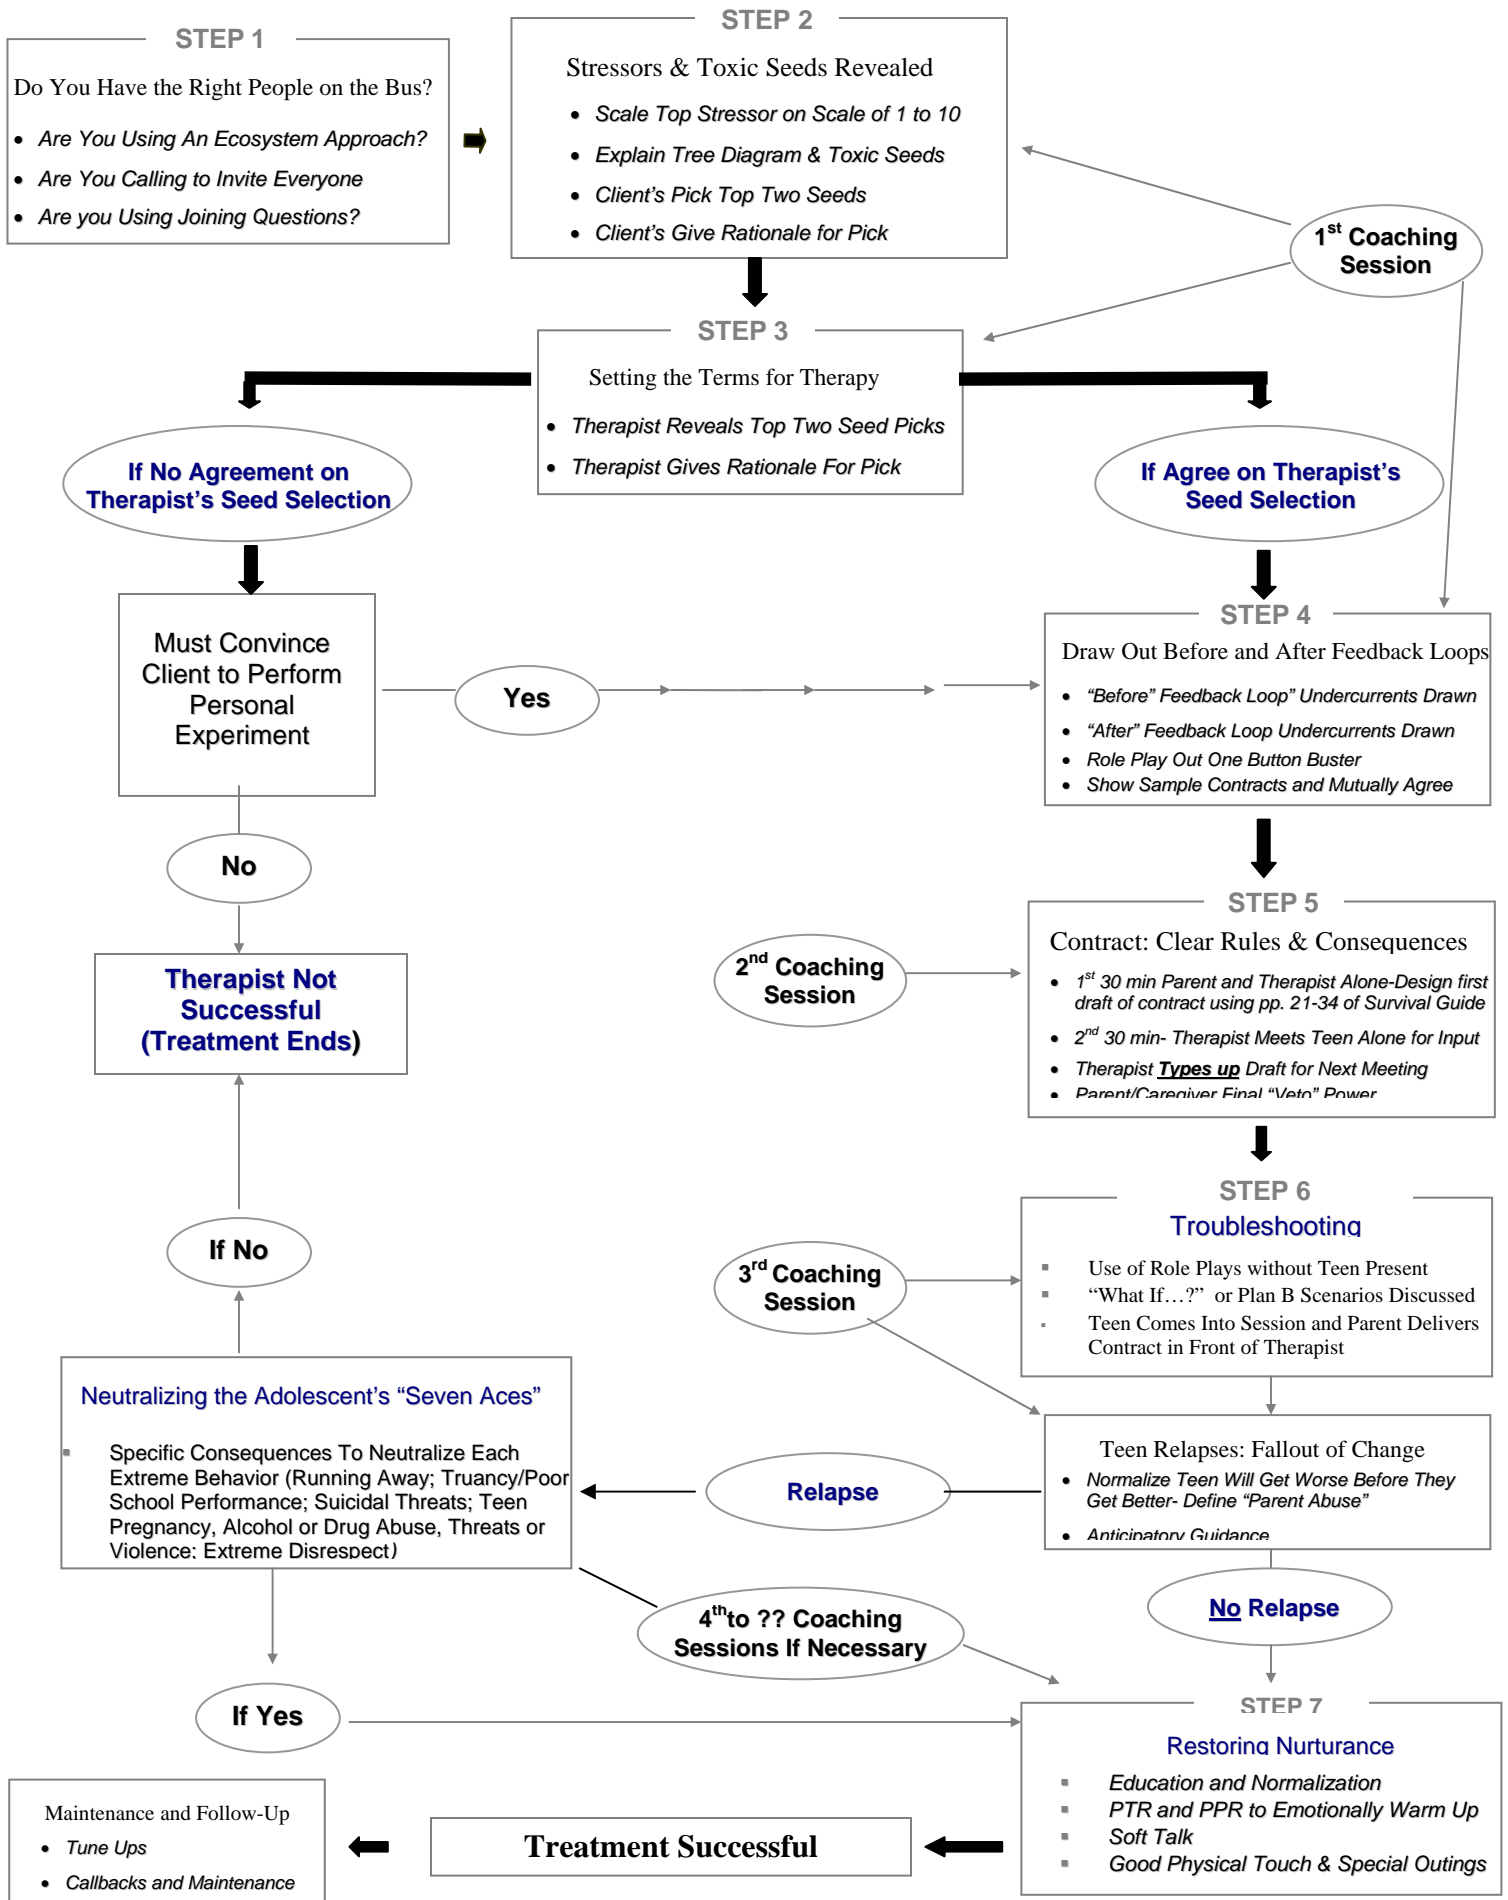 STEP 1
Do You Have the Right People on the Bus?
• Are You Using An Ecosystem Approach?
• Are You Calling to Invite Everyone
• Are you Using Joining Questions?
STEP 2
Stressors & Toxic Seeds Revealed
• Scale Top Stressor on Scale of 1 to 10
• Explain Tree Diagram & Toxic Seeds
• Client's Pick Top Two Seeds
• Client's Give Rationale for Pick
1st Coaching
Session
STEP 3
Setting the Terms for Therapy
• Therapist Reveals Top Two Seed Picks
• Therapist Gives Rationale For Pick
If No Agreement on
Therapist's Seed Selection
If Agree on Therapist's
Seed Selection
Must Convince
Client to Perform
Personal
Experiment
Yes
STEP 4
Draw Out Before and After Feedback Loops
• “Before” Feedback Loop” Undercurrents Drawn
• “After” Feedback Loop Undercurrents Drawn
• Role Play Out One Button Buster
• Show Sample Contracts and Mutually Agree
No
Therapist Not
Successful
(Treatment Ends)
2nd Coaching
Session
STEP 5
Contract: Clear Rules & Consequences
• 1st 30 min Parent and Therapist Alone-Design first
draft of contract using pp. 21-34 of Survival Guide
• 2nd 30 min- Therapist Meets Teen Alone for Input
• Therapist Types up Draft for Next Meeting
• Parent/Caregiver Final “Veto” Power
If No
3rd Coaching
Session
STEP 6
Troubleshooting
▪ Use of Role Plays without Teen Present
▪ “What If…?” or Plan B Scenarios Discussed
▪ Teen Comes Into Session and Parent Delivers
Contract in Front of Therapist
Neutralizing the Adolescent's “Seven Aces”
▪ Specific Consequences To Neutralize Each
Extreme Behavior (Running Away; Truancy/Poor
School Performance; Suicidal Threats; Teen
Pregnancy, Alcohol or Drug Abuse, Threats or
Violence; Extreme Disrespect)
Relapse
Teen Relapses: Fallout of Change
• Normalize Teen Will Get Worse Before They
Get Better- Define “Parent Abuse”
• Anticipatory Guidance
4th to ?? Coaching
Sessions If Necessary
No Relapse
If Yes
STEP 7
Restoring Nurturance
▪ Education and Normalization
▪ PTR and PPR to Emotionally Warm Up
▪ Soft Talk
▪ Good Physical Touch & Special Outings
Treatment Successful
Maintenance and Follow-Up
• Tune Ups
• Callbacks and Maintenance